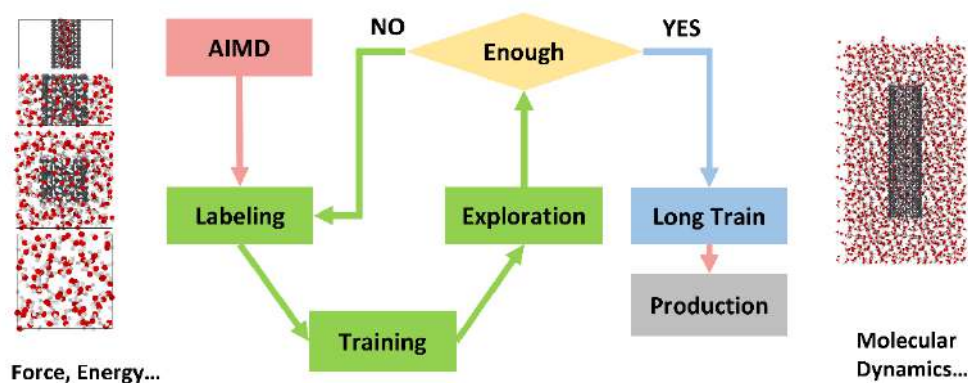 AIMD
NO
Enough
YES
Labeling
Exploration
Long Train
Training
Production
Force, Energy...
Molecular
Dynamics...